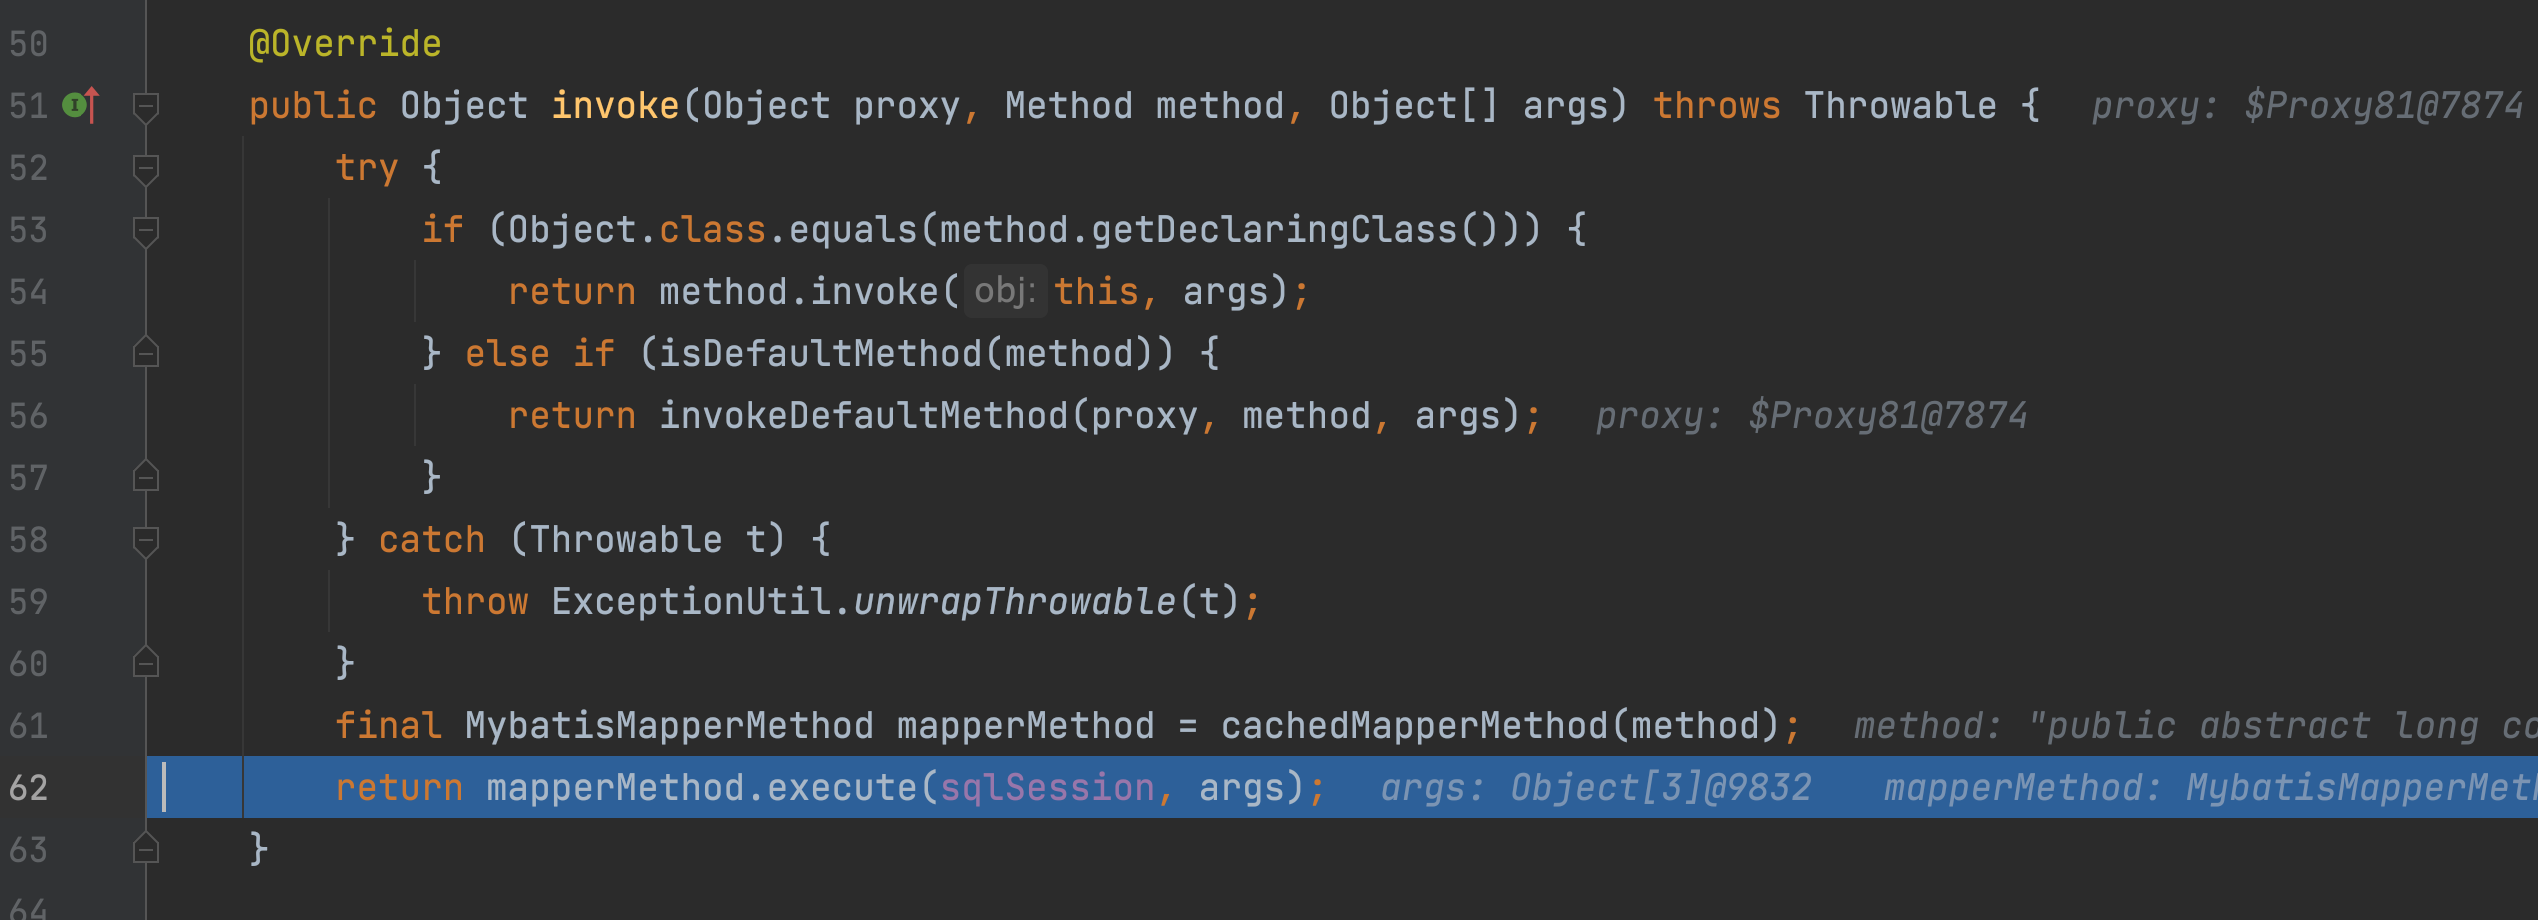 50 @Override
51 public Object invoke(Object proxy, Method method, Object[] args) throws Throwable { proxy: $Proxy81@7874
52 try {
53 if (Object.class.equals(method.getDeclaringClass())) {
54 return method.invoke( obj: this, args);
55 } else if (isDefaultMethod(method)) {
56 return invokeDefaultMethod(proxy, method, args); proxy: $Proxy81@7874
57 }
58 } catch (Throwable t) {
59 throw ExceptionUtil.unwrapThrowable(t);
60 }
61 final MybatisMapperMethod mapperMethod = cachedMapperMethod(method); method: "public abstract long co
62 return mapperMethod.execute(sqlSession, args); args: Object[3]@9832 mapperMethod: MybatisMapperMeth
63 }
64